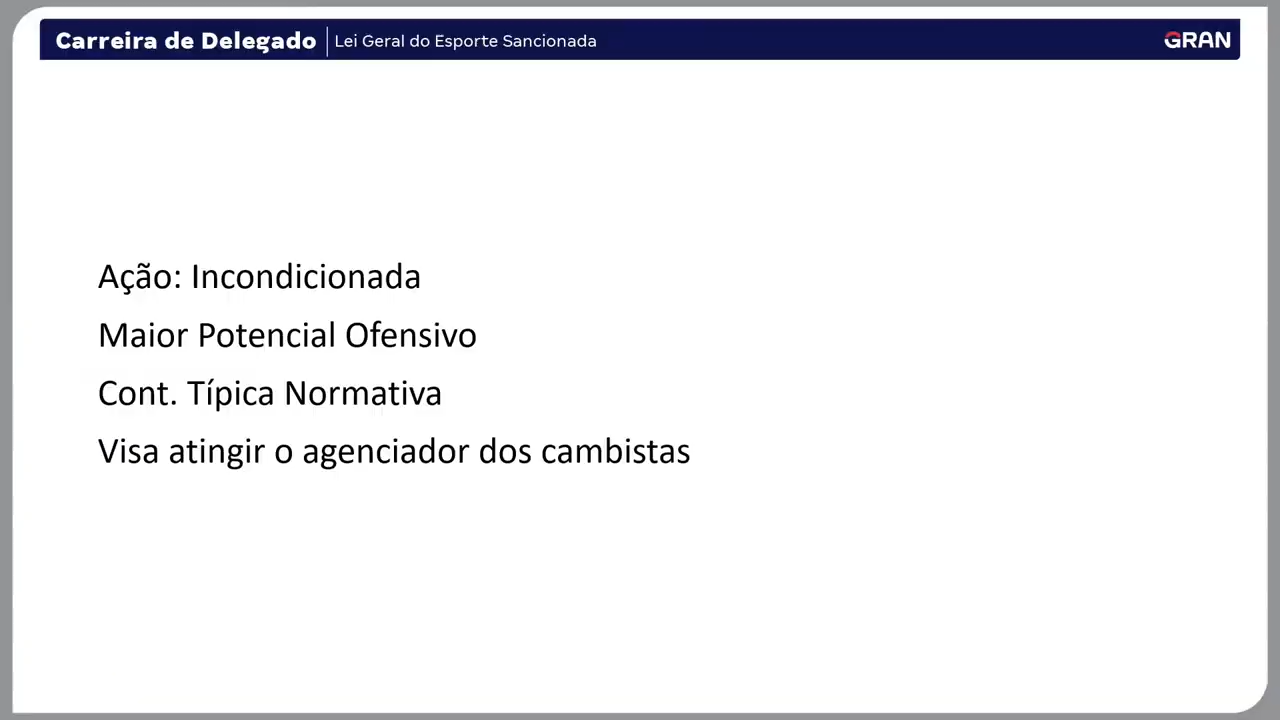 Carreira de Delegado Lei Geral do Esporte Sancionada GRAN
Ação: Incondicionada
Maior Potencial Ofensivo
Cont. Típica Normativa
Visa atingir o agenciador dos cambistas